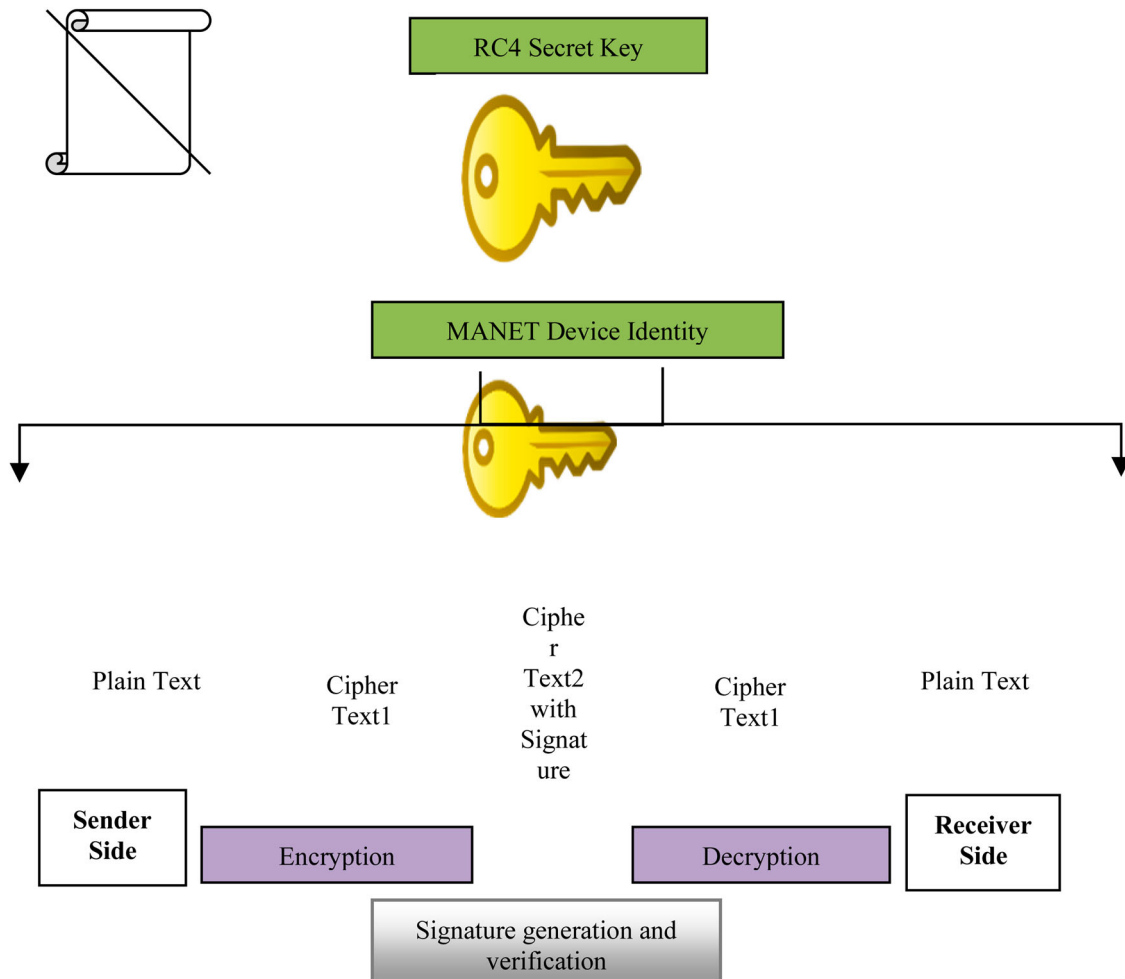 RC4 Secret Key
MANET Device Identity
Plain Text
Cipher
Text1
Ciphe
r
Text2
with
Signat
ure
Cipher
Text1
Plain Text
Sender
Side
Encryption
Decryption
Receiver
Side
Signature generation and
verification